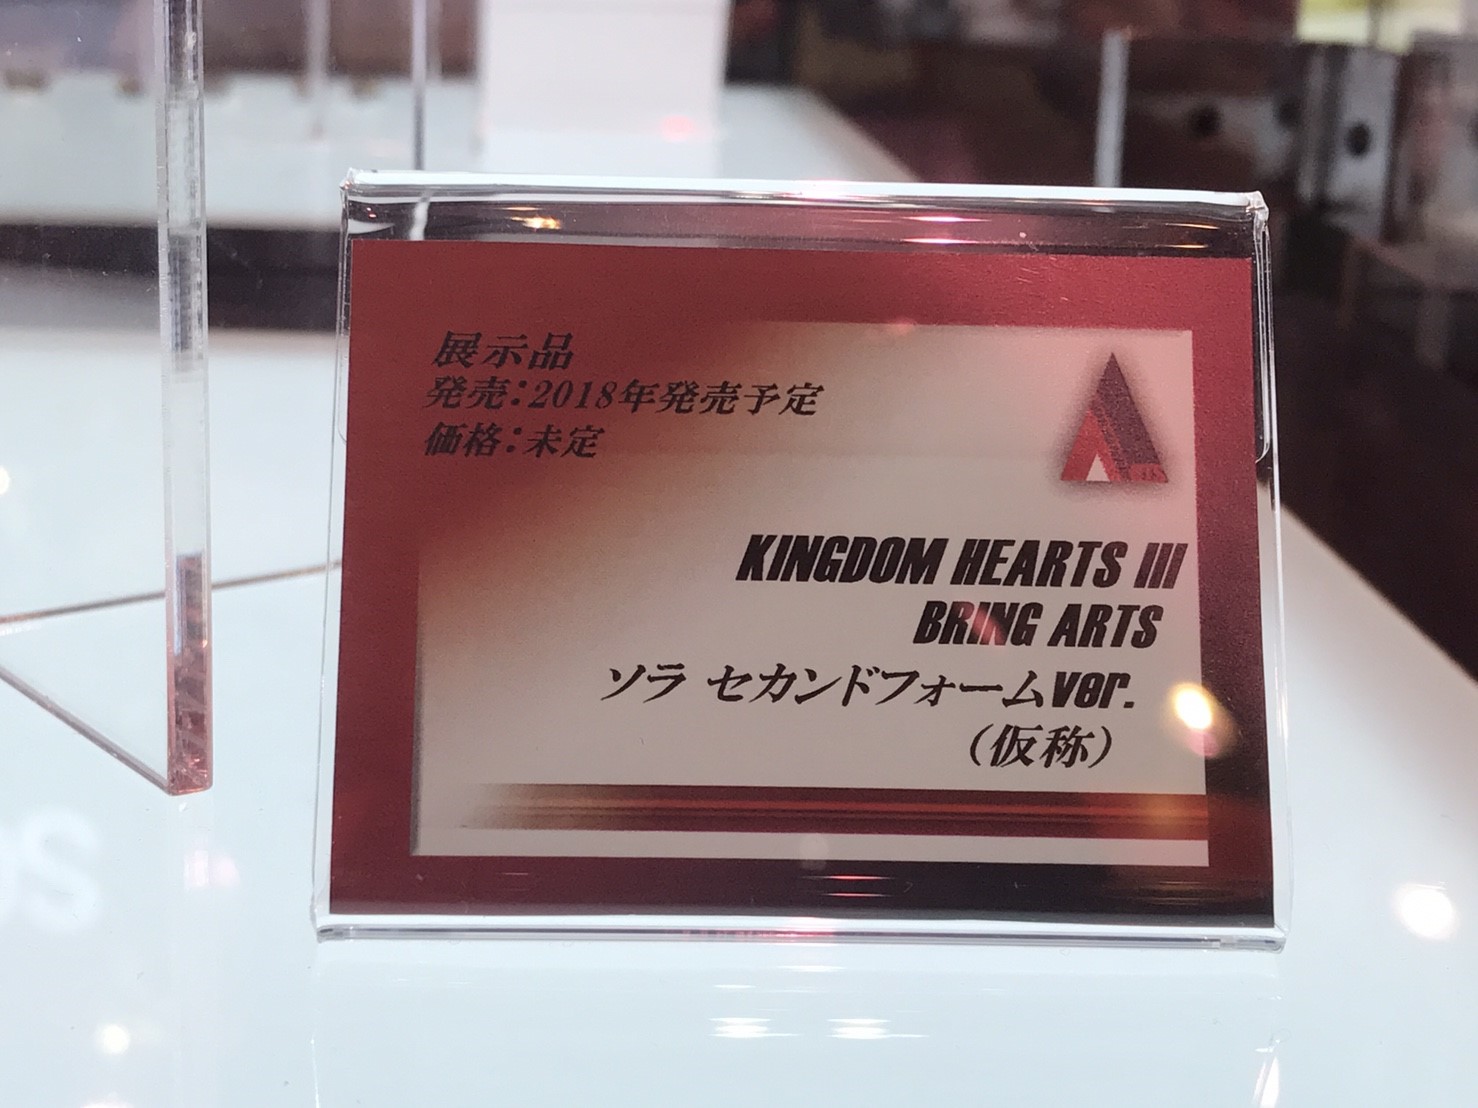 展示品
発売：2018年発売予定
価格：未定
KINGDOM HEARTS III
BRING ARTS
ソラ セカンドフォームver.
（仮称）